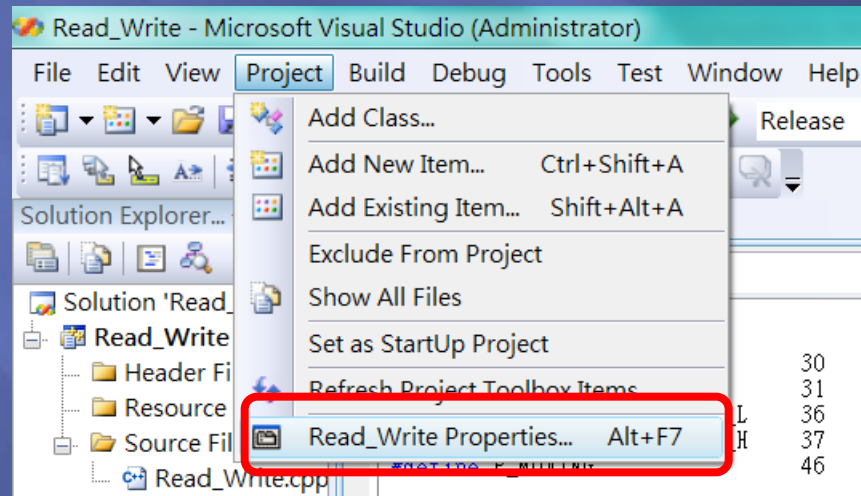 Read_Write - Microsoft Visual Studio (Administrator)
File Edit View Project Build Debug Tools Test Window Help
Release
Add Class...
Add New Item... Ctrl+Shift+A
Add Existing Item... Shift+Alt+A
Exclude From Project
Show All Files
Set as StartUp Project
Refresh Project Toolbox Items
Read_Write Properties... Alt+F7
Solution Explorer...
Solution 'Read_
Read_Write
Header Fi
Resource
Source Fil
Read_Write.cpp
30
31
L 36
H 37
#define 46